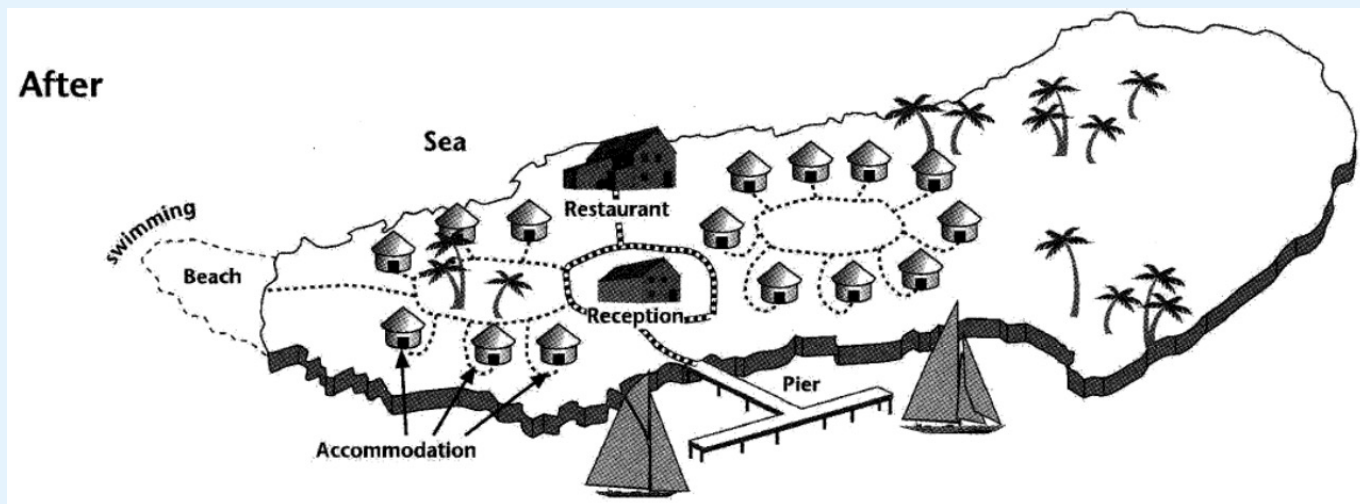 After
Sea
swimming
Restaurant
Beach
Reception
Pier
Accommodation